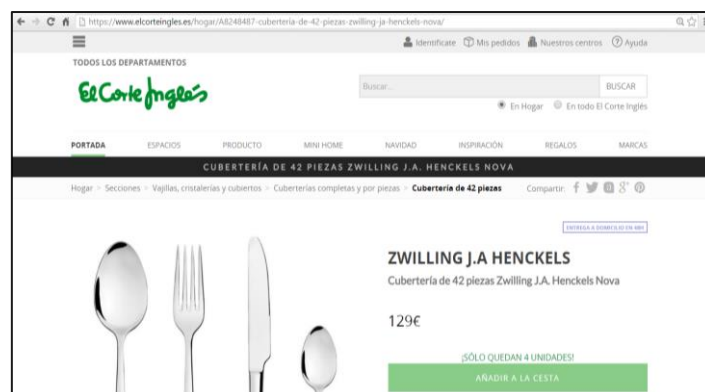 https://www.elcorteingles.es/hogar/A8248487-cuberteria-de-42-piezas-zwilling-ja-henckels-nova/
Identifícate Mis pedidos Nuestros centros Ayuda
TODOS LOS DEPARTAMENTOS
El Corte Inglés
Buscar... BUSCAR
En Hogar En todo El Corte Inglés
PORTADA ESPACIOS PRODUCTO MINI HOME NAVIDAD INSPIRACIÓN REGALOS MARCAS
CUBERTERÍA DE 42 PIEZAS ZWILLING J.A. HENCKELS NOVA
Hogar > Secciones > Vajillas, cristalerías y cubiertos > Cuberterías completas y por piezas > Cubertería de 42 piezas Compartir:
ENTREGA A DOMICILIO EN 48H
ZWILLING J.A HENCKELS
Cubertería de 42 piezas Zwilling J.A. Henckels Nova
129€
¡SÓLO QUEDAN 4 UNIDADES!
AÑADIR A LA CESTA